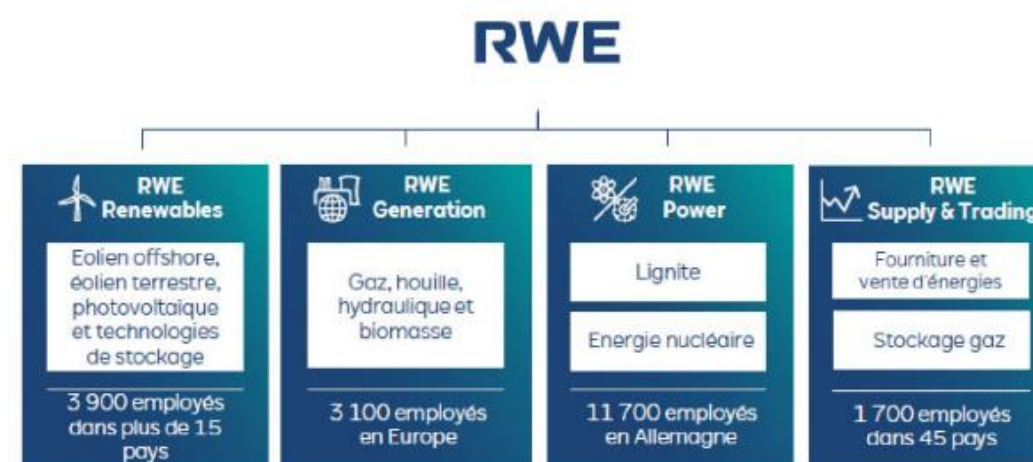 RWE
RWE
Renewables
Eolien offshore,
éolien terrestre,
photovoltaïque
et technologies
de stockage
3 900 employés
dans plus de 15
pays
RWE
Generation
Gaz, houille,
hydraulique et
biomasse
3 100 employés
en Europe
RWE
Power
Lignite
Energie nucléaire
11 700 employés
en Allemagne
RWE
Supply & Trading
Fourniture et
vente d'énergies
Stockage gaz
1 700 employés
dans 45 pays